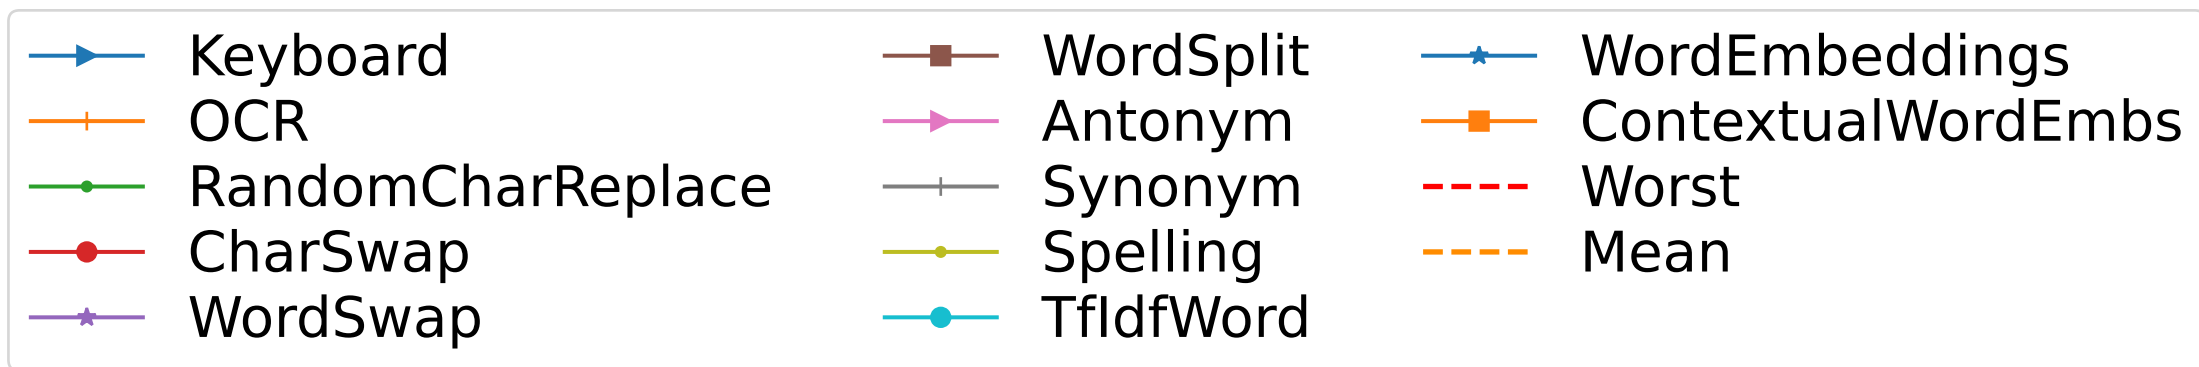 Keyboard
OCR
RandomCharReplace
CharSwap
WordSwap
WordSplit
Antonym
Synonym
Spelling
TfIdfWord
WordEmbeddings
ContextualWordEmbs
Worst
Mean